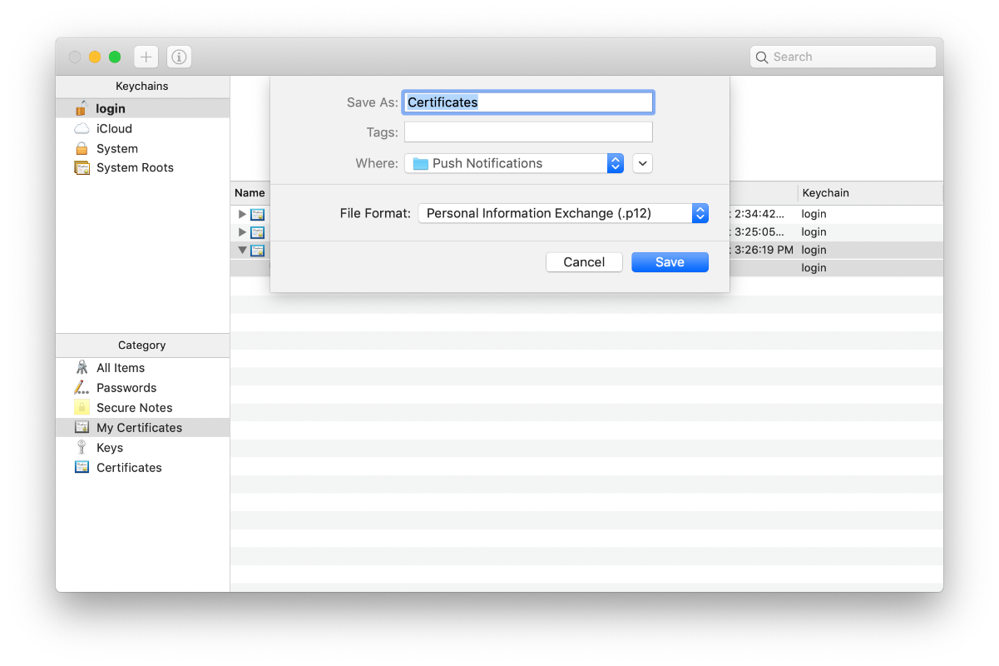 Search
Keychains
login
iCloud
System
System Roots
Save As: Certificates
Tags:
Where: Push Notifications
File Format: Personal Information Exchange (.p12)
Cancel Save
Name Keychain
2:34:42... login
3:25:05... login
3:26:19 PM login
login
Category
All Items
Passwords
Secure Notes
My Certificates
Keys
Certificates